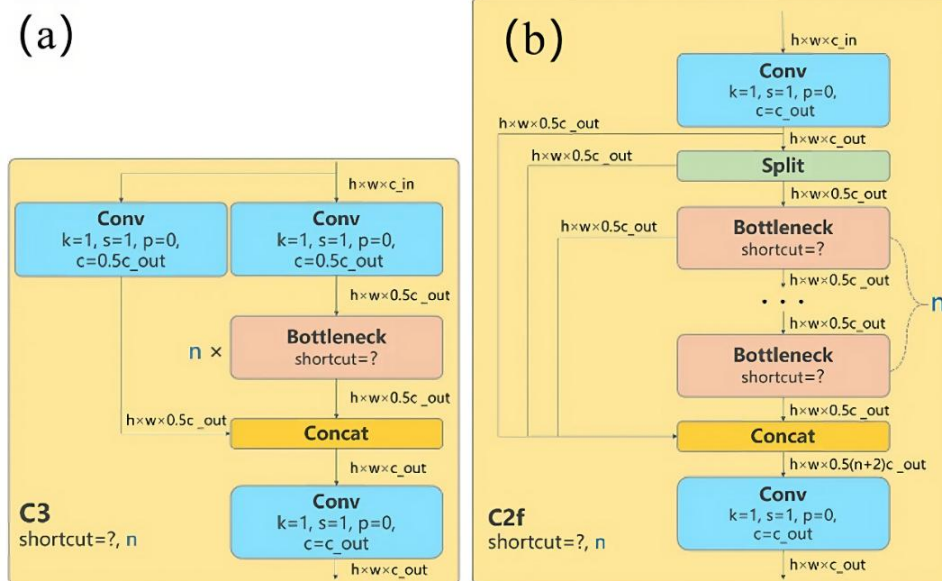 (a)
h×w×c_in
Conv
k=1, s=1, p=0,
c=0.5c_out
Conv
k=1, s=1, p=0,
c=0.5c_out
h×w×0.5c_out
n ×
Bottleneck
shortcut=?
h×w×0.5c_out
h×w×0.5c_out
Concat
h×w×c_out
Conv
k=1, s=1, p=0,
c=c_out
C3
shortcut=?, n
h×w×c_out
(b)
h×w×c_in
Conv
k=1, s=1, p=0,
c=c_out
h×w×0.5c_out
h×w×c_out
h×w×0.5c_out
Split
h×w×0.5c_out
h×w×0.5c_out
Bottleneck
shortcut=?
h×w×0.5c_out
. . .
n
h×w×0.5c_out
Bottleneck
shortcut=?
h×w×0.5c_out
Concat
h×w×0.5(n+2)c_out
Conv
k=1, s=1, p=0,
c=c_out
C2f
shortcut=?, n
h×w×c_out